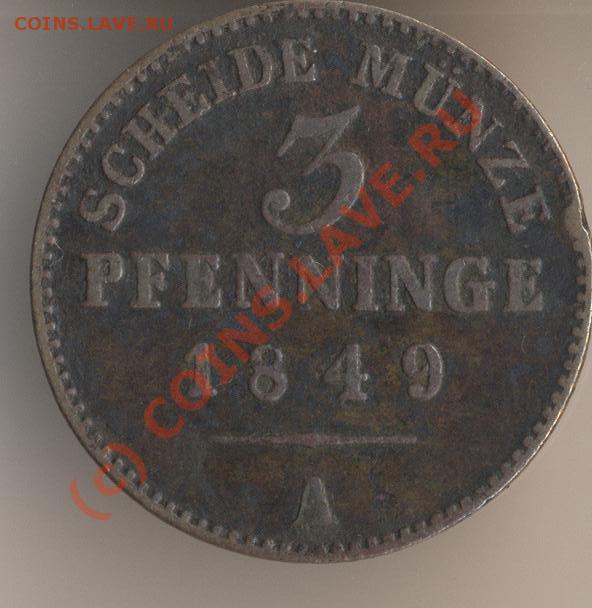 COINS.LAVE.RU
SCHEIDE MÜNZE
3
PFENNINGE
1849
A
(c) COINS.LAVE.RU